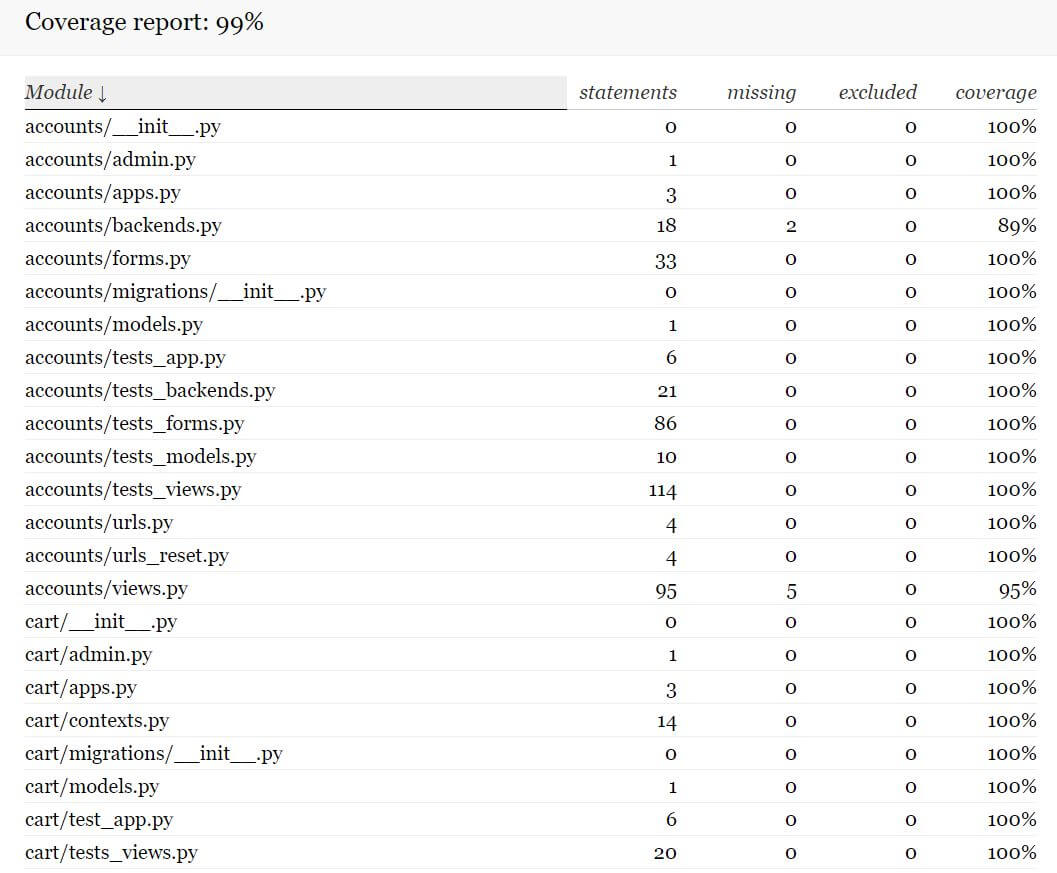 Coverage report: 99%
Module ↓ statements missing excluded coverage
accounts/__init__.py 0 0 0 100%
accounts/admin.py 1 0 0 100%
accounts/apps.py 3 0 0 100%
accounts/backends.py 18 2 0 89%
accounts/forms.py 33 0 0 100%
accounts/migrations/__init__.py 0 0 0 100%
accounts/models.py 1 0 0 100%
accounts/tests_app.py 6 0 0 100%
accounts/tests_backends.py 21 0 0 100%
accounts/tests_forms.py 86 0 0 100%
accounts/tests_models.py 10 0 0 100%
accounts/tests_views.py 114 0 0 100%
accounts/urls.py 4 0 0 100%
accounts/urls_reset.py 4 0 0 100%
accounts/views.py 95 5 0 95%
cart/__init__.py 0 0 0 100%
cart/admin.py 1 0 0 100%
cart/apps.py 3 0 0 100%
cart/contexts.py 14 0 0 100%
cart/migrations/__init__.py 0 0 0 100%
cart/models.py 1 0 0 100%
cart/test_app.py 6 0 0 100%
cart/tests_views.py 20 0 0 100%